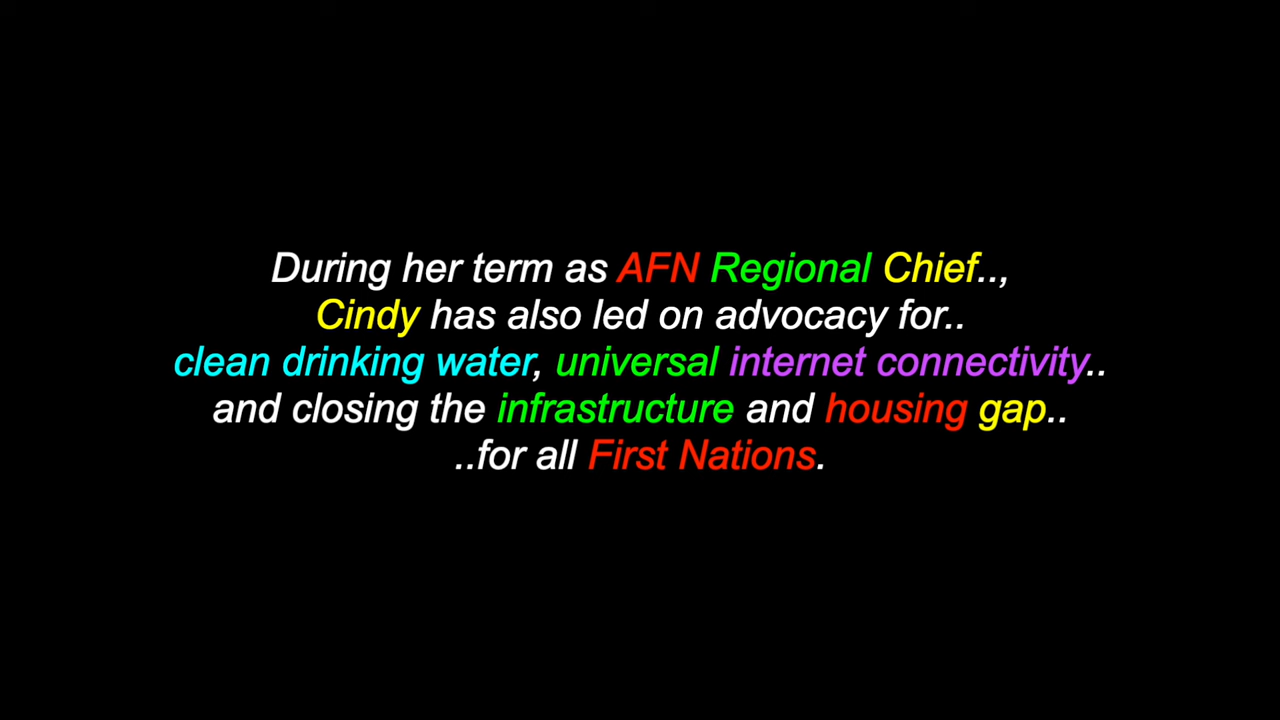 During her term as AFN Regional Chief..,
Cindy has also led on advocacy for..
clean drinking water, universal internet connectivity..
and closing the infrastructure and housing gap..
..for all First Nations.